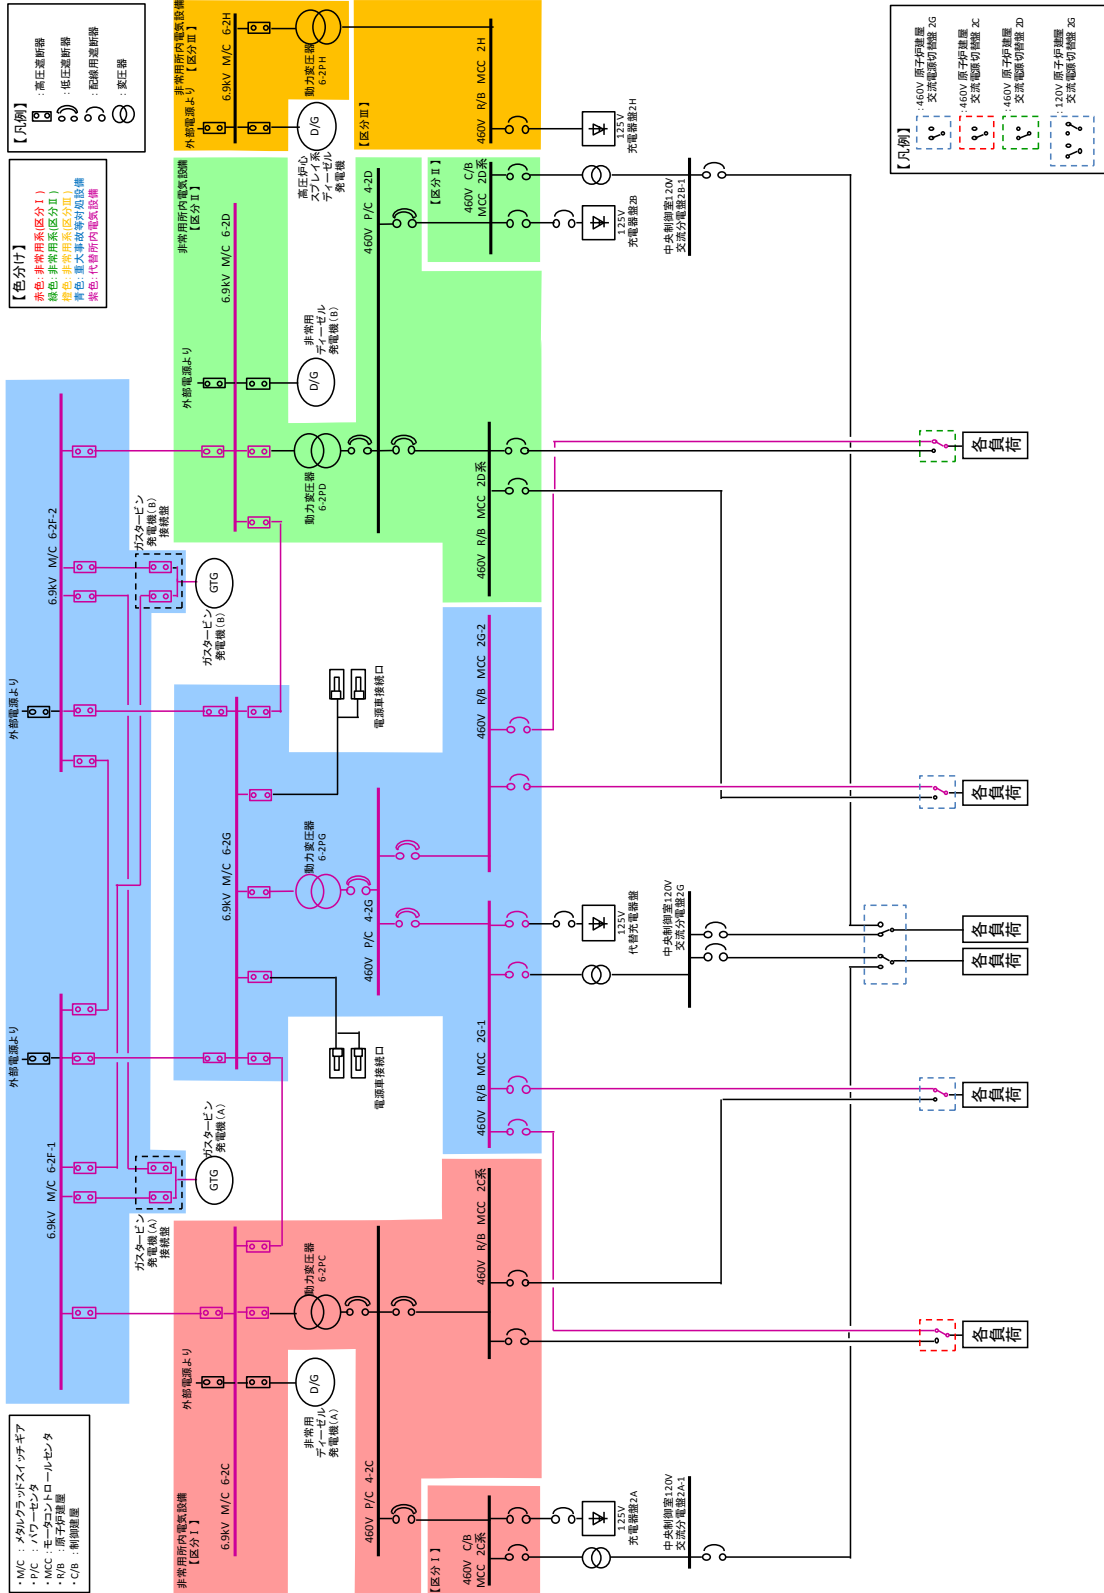 ・M/C ：メタルクラッドスイッチギア
・P/C ：パワーセンタ
・MCC：モータコントロールセンタ
・R/B ：原子炉建屋
・C/B ：制御建屋
【色分け】
赤色：非常用系(区分Ⅰ)
緑色：非常用系(区分Ⅱ)
橙色：非常用系(区分Ⅲ)
青色：重大事故等対処設備
紫色：代替所内電気設備
【凡例】
：高圧遮断器
：低圧遮断器
：配線用遮断器
：変圧器
外部電源より
6.9kV M/C 6-2F-1
外部電源より
6.9kV M/C 6-2F-2
ガスタービン
発電機(A)
接続盤
GTG
ガスタービン
発電機(A)
ガスタービン
発電機(B)
接続盤
GTG
ガスタービン
発電機(B)
非常用所内電気設備
【区分Ⅰ】
外部電源より
6.9kV M/C 6-2C
D/G
非常用
ディーゼル
発電機(A)
動力変圧器
6-2PC
460V P/C 4-2C
6.9kV M/C 6-2G
電源車接続口
動力変圧器
6-2PG
電源車接続口
460V P/C 4-2G
非常用所内電気設備
【区分Ⅱ】
外部電源より
6.9kV M/C 6-2D
動力変圧器
6-2PD
D/G
非常用
ディーゼル
発電機(B)
460V P/C 4-2D
非常用所内電気設備
【区分Ⅲ】
外部電源より
6.9kV M/C 6-2H
D/G
高圧炉心
スプレイ系
ディーゼル
発電機
動力変圧器
6-2PH
【区分Ⅰ】
460V C/B
MCC 2C系
460V R/B MCC 2C系
460V R/B MCC 2G-1
460V R/B MCC 2G-2
460V R/B MCC 2D系
【区分Ⅱ】
460V C/B
MCC 2D系
【区分Ⅲ】
460V R/B MCC 2H
125V
充電器盤2A
125V
代替充電器盤
125V
充電器盤2B
125V
充電器盤2H
中央制御室120V
交流分電盤2A-1
中央制御室120V
交流分電盤2G
中央制御室120V
交流分電盤2B-1
各負荷
各負荷
各負荷
各負荷
各負荷
各負荷
【凡例】
：460V 原子炉建屋
交流電源切替盤 2G
：460V 原子炉建屋
交流電源切替盤 2C
：460V 原子炉建屋
交流電源切替盤 2D
：120V 原子炉建屋
交流電源切替盤 2G